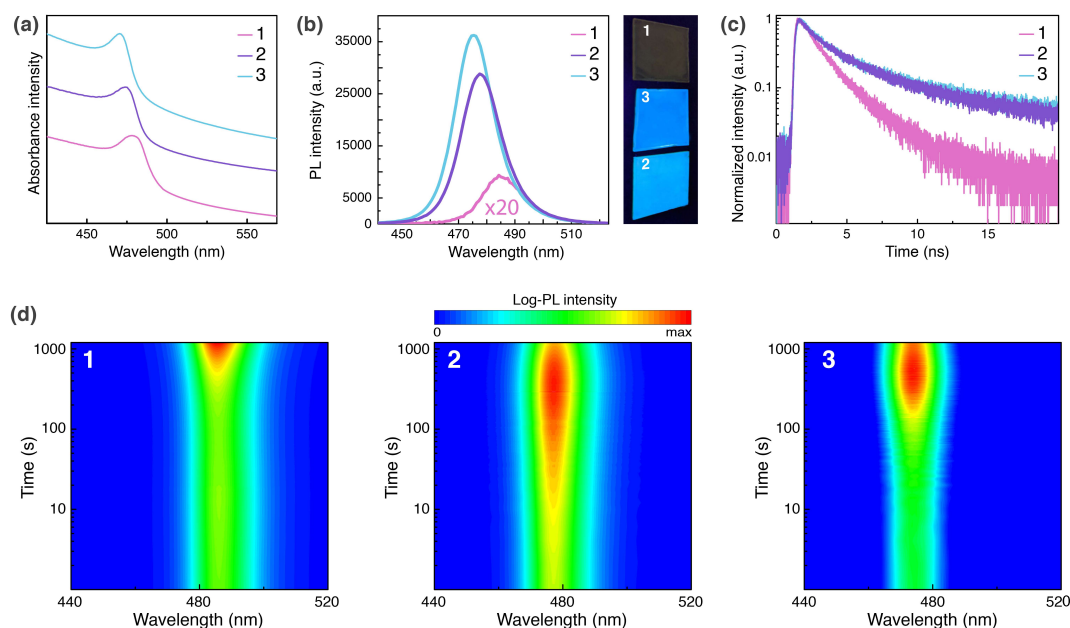 (a)
Absorbance intensity
1
2
3
450
500
550
Wavelength (nm)
(b)
PL intensity (a.u.)
35000
25000
15000
5000
0
1
2
3
x20
450
470
490
510
Wavelength (nm)
1
3
2
(c)
Normalized intensity (a.u.)
1
0.1
0.01
1
2
3
0
5
10
15
Time (ns)
(d)
Log-PL intensity
0
max
1
Time (s)
1000
100
10
440
480
520
Wavelength (nm)
2
Time (s)
1000
100
10
440
480
520
Wavelength (nm)
3
Time (s)
1000
100
10
440
480
520
Wavelength (nm)